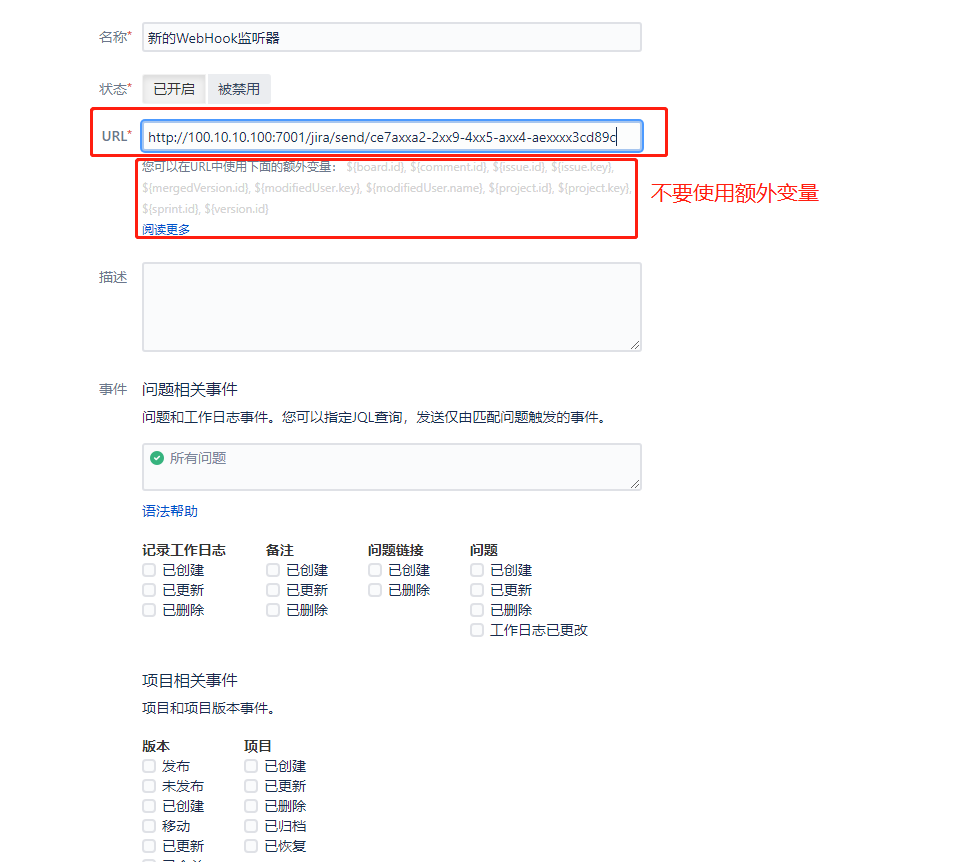 名称* 新的WebHook监听器
状态* 已开启 被禁用
URL* http://100.10.10.100:7001/jira/send/ce7axxa2-2xx9-4xx5-axx4-aexxxx3cd89c
您可以在URL中使用下面的额外变量: ${board.id}, ${comment.id}, ${issue.id}, ${issue.key},
${mergedVersion.id}, ${modifiedUser.key}, ${modifiedUser.name}, ${project.id}, ${project.key},
${sprint.id}, ${version.id}
阅读更多
不要使用额外变量
描述
事件 问题相关事件
问题和工作日志事件。您可以指定JQL查询，发送仅由匹配问题触发的事件。
所有问题
语法帮助
记录工作日志 备注 问题链接 问题
已创建 已创建 已创建 已创建
已更新 已更新 已删除 已更新
已删除 已删除 已删除
工作日志已更改
项目相关事件
项目和项目版本事件。
版本 项目
发布 已创建
未发布 已更新
已创建 已删除
移动 已归档
已更新 已恢复